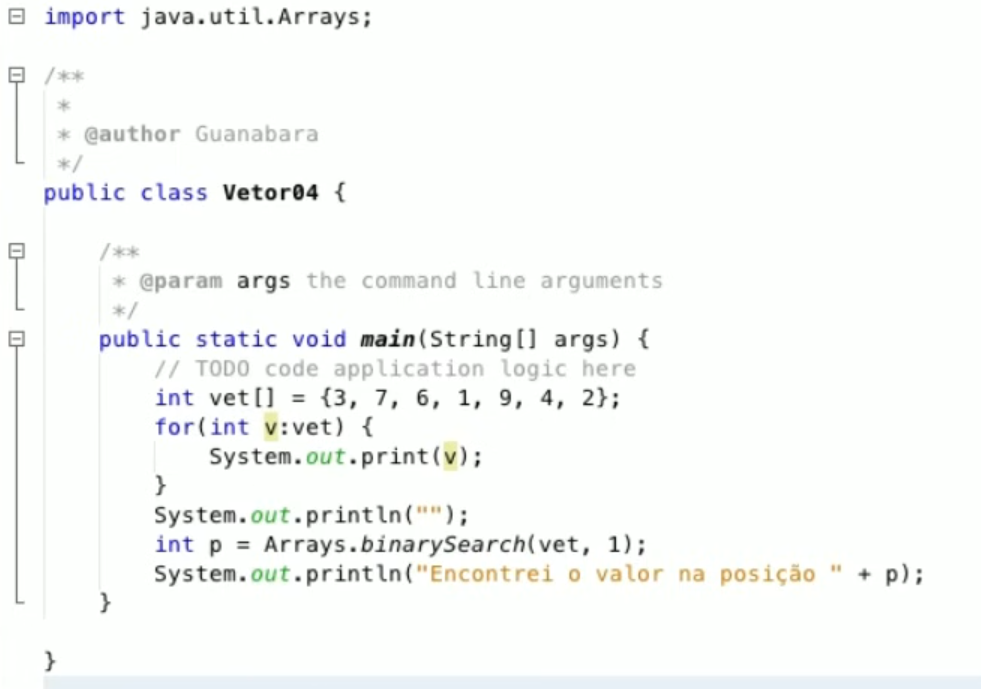 import java.util.Arrays;
/**
 *
 * @author Guanabara
 */
public class Vetor04 {
    /**
     * @param args the command line arguments
     */
    public static void main(String[] args) {
        // TODO code application logic here
        int vet[] = {3, 7, 6, 1, 9, 4, 2};
        for(int v:vet) {
            System.out.print(v);
        }
        System.out.println("");
        int p = Arrays.binarySearch(vet, 1);
        System.out.println("Encontrei o valor na posição " + p);
    }
}